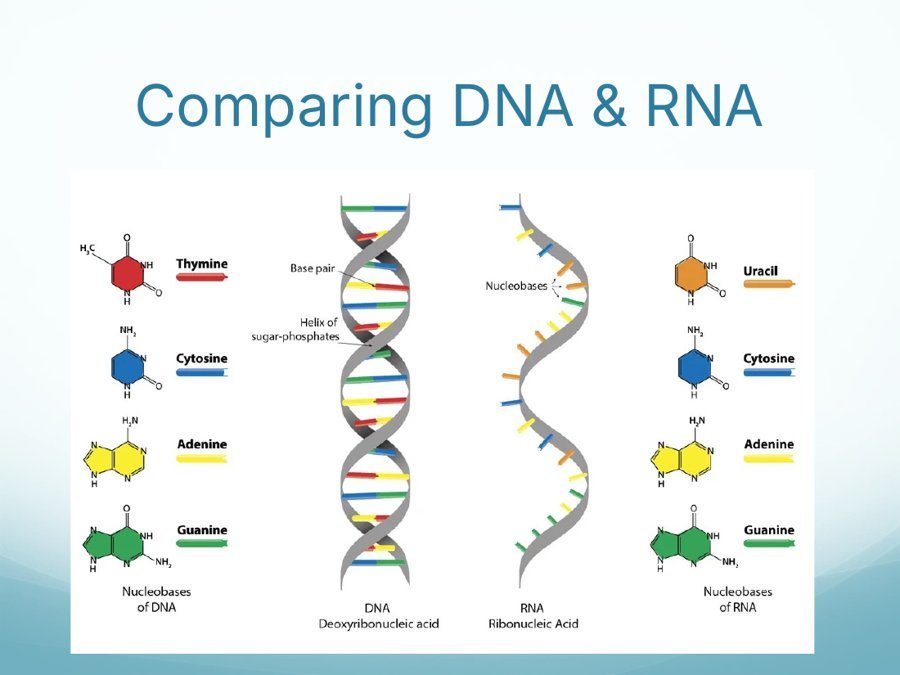 Comparing DNA & RNA
H₃C
O
NH
O
N
H
Thymine
NH₂
N
O
N
H
Cytosine
H₂N
N
N
N
N
H
Adenine
O
N
NH
N
H
N
NH₂
Guanine
Nucleobases
of DNA
Base pair
Helix of
sugar-phosphates
DNA
Deoxyribonucleic acid
Nucleobases
RNA
Ribonucleic Acid
O
NH
O
N
H
Uracil
NH₂
N
O
N
H
Cytosine
H₂N
N
N
N
N
H
Adenine
O
N
NH
N
H
N
NH₂
Guanine
Nucleobases
of RNA